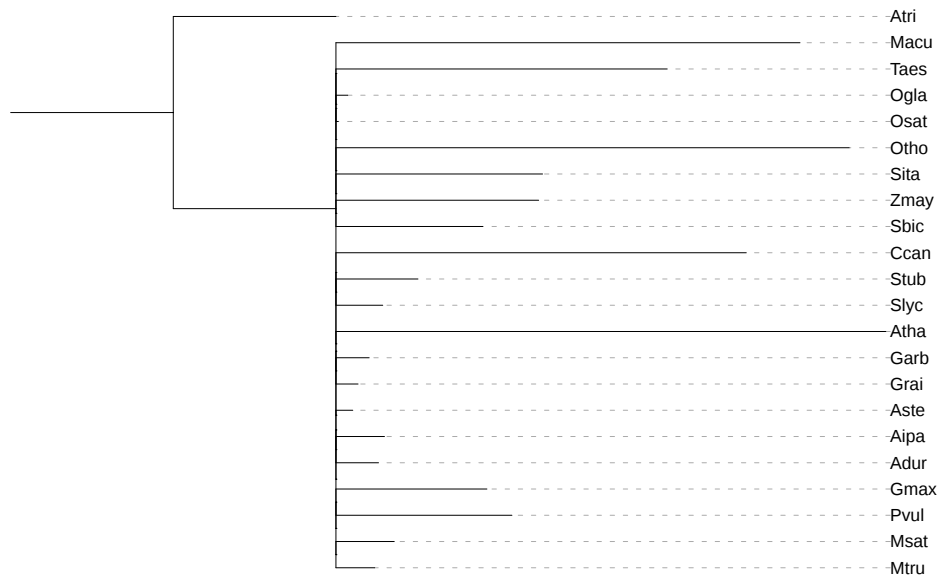 Atri
Macu
Taes
Ogla
Osat
Otho
Sita
Zmay
Sbic
Ccan
Stub
Slyc
Atha
Garb
Grai
Aste
Aipa
Adur
Gmax
Pvul
Msat
Mtru